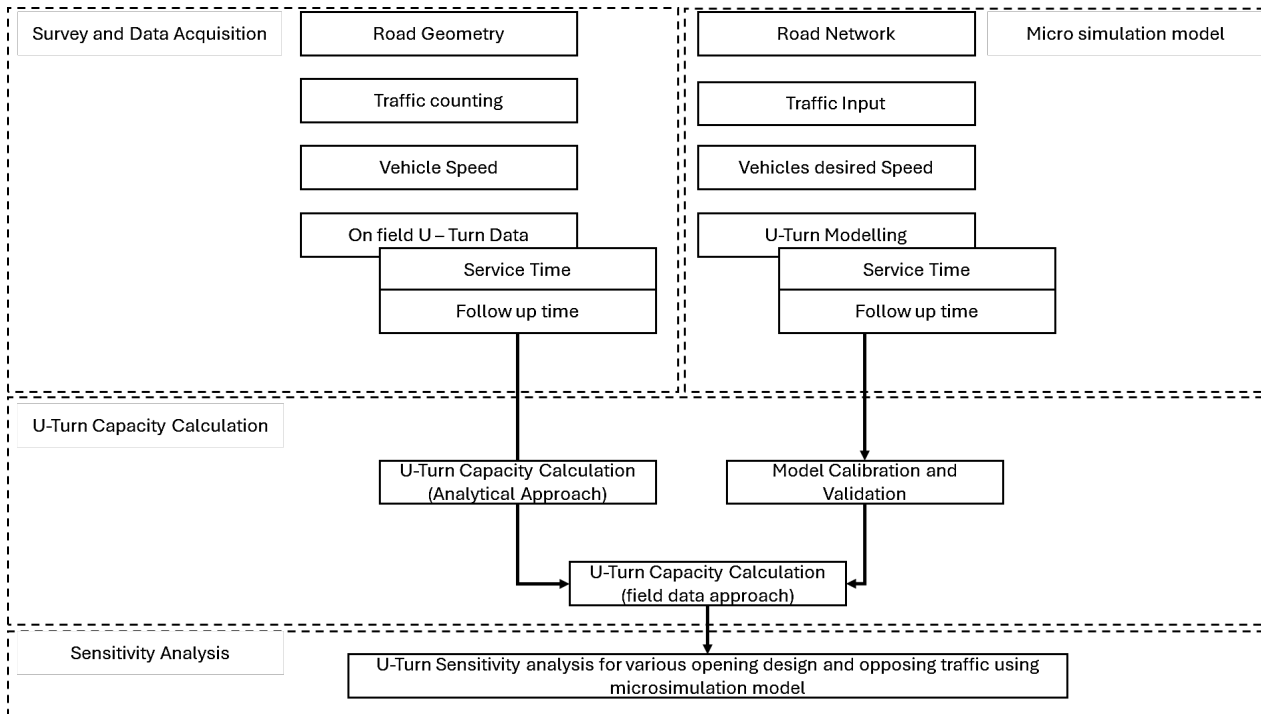 Survey and Data Acquisition
Road Geometry
Traffic counting
Vehicle Speed
On field U – Turn Data
Service Time
Follow up time
Road Network
Micro simulation model
Traffic Input
Vehicles desired Speed
U-Turn Modelling
Service Time
Follow up time
U-Turn Capacity Calculation
U-Turn Capacity Calculation
(Analytical Approach)
Model Calibration and
Validation
U-Turn Capacity Calculation
(field data approach)
Sensitivity Analysis
U-Turn Sensitivity analysis for various opening design and opposing traffic using
microsimulation model